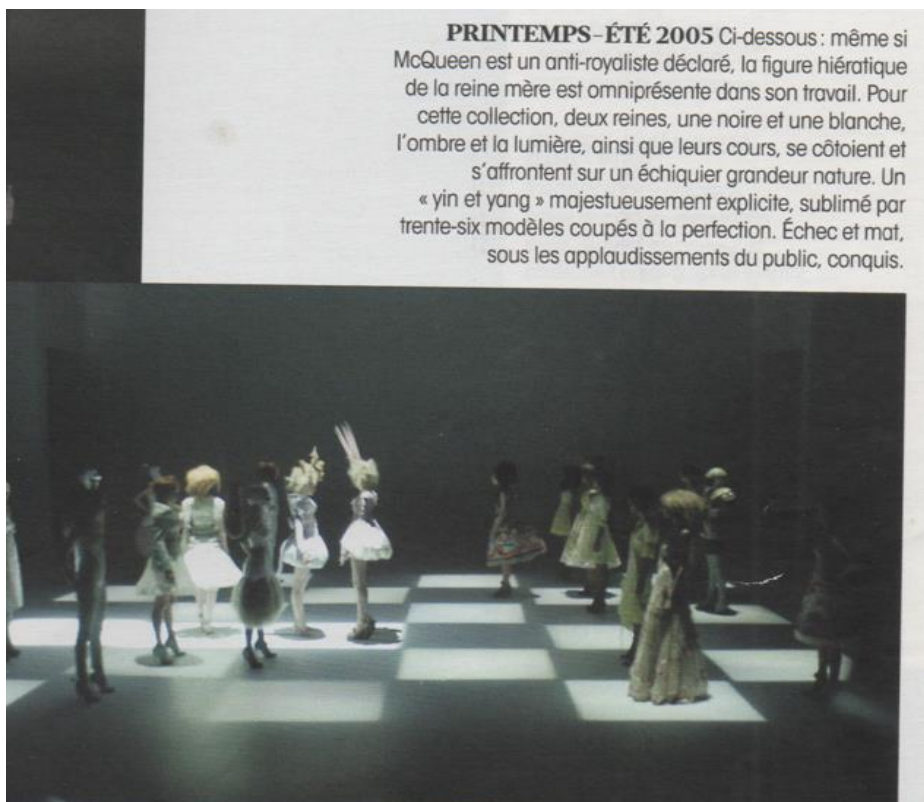 PRINTEMPS–ÉTÉ 2005 Ci-dessous : même si
McQueen est un anti-royaliste déclaré, la figure hiératique
de la reine mère est omniprésente dans son travail. Pour
cette collection, deux reines, une noire et une blanche,
l’ombre et la lumière, ainsi que leurs cours, se côtoient et
s’affrontent sur un échiquier grandeur nature. Un
« yin et yang » majestueusement explicite, sublimé par
trente-six modèles coupés à la perfection. Échec et mat,
sous les applaudissements du public, conquis.